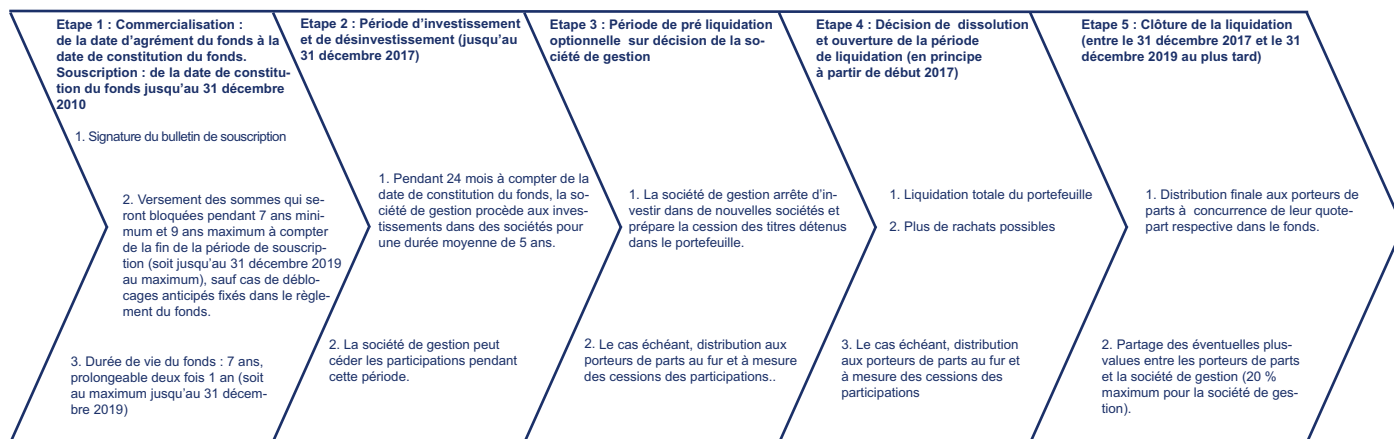 Etape 1 : Commercialisation :
de la date d'agrément du fonds à la
date de constitution du fonds.
Souscription : de la date de constitu-
tion du fonds jusqu'au 31 décembre
2010
1. Signature du bulletin de souscription
2. Versement des sommes qui se-
ront bloquées pendant 7 ans mini-
mum et 9 ans maximum à compter
de la fin de la période de souscrip-
tion (soit jusqu'au 31 décembre 2019
au maximum), sauf cas de déblo-
cages anticipés fixés dans le règle-
ment du fonds.
3. Durée de vie du fonds : 7 ans,
prolongeable deux fois 1 an (soit
au maximum jusqu'au 31 décem-
bre 2019)
Etape 2 : Période d'investissement
et de désinvestissement (jusqu'au
31 décembre 2017)
1. Pendant 24 mois à compter de la
date de constitution du fonds, la so-
ciété de gestion procède aux inves-
tissements dans des sociétés pour
une durée moyenne de 5 ans.
2. La société de gestion peut
céder les participations pendant
cette période.
Etape 3 : Période de pré liquidation
optionnelle sur décision de la so-
ciété de gestion
1. La société de gestion arrête d'in-
vestir dans de nouvelles sociétés et
prépare la cession des titres détenus
dans le portefeuille.
2. Le cas échéant, distribution aux
porteurs de parts au fur et à mesure
des cessions des participations..
Etape 4 : Décision de dissolution
et ouverture de la période
de liquidation (en principe
à partir de début 2017)
1. Liquidation totale du portefeuille
2. Plus de rachats possibles
3. Le cas échéant, distribution
aux porteurs de parts au fur et
à mesure des cessions des
participations
Etape 5 : Clôture de la liquidation
(entre le 31 décembre 2017 et le 31
décembre 2019 au plus tard)
1. Distribution finale aux porteurs de
parts à concurrence de leur quote-
part respective dans le fonds.
2. Partage des éventuelles plus-
values entre les porteurs de parts
et la société de gestion (20 %
maximum pour la société de ges-
tion).